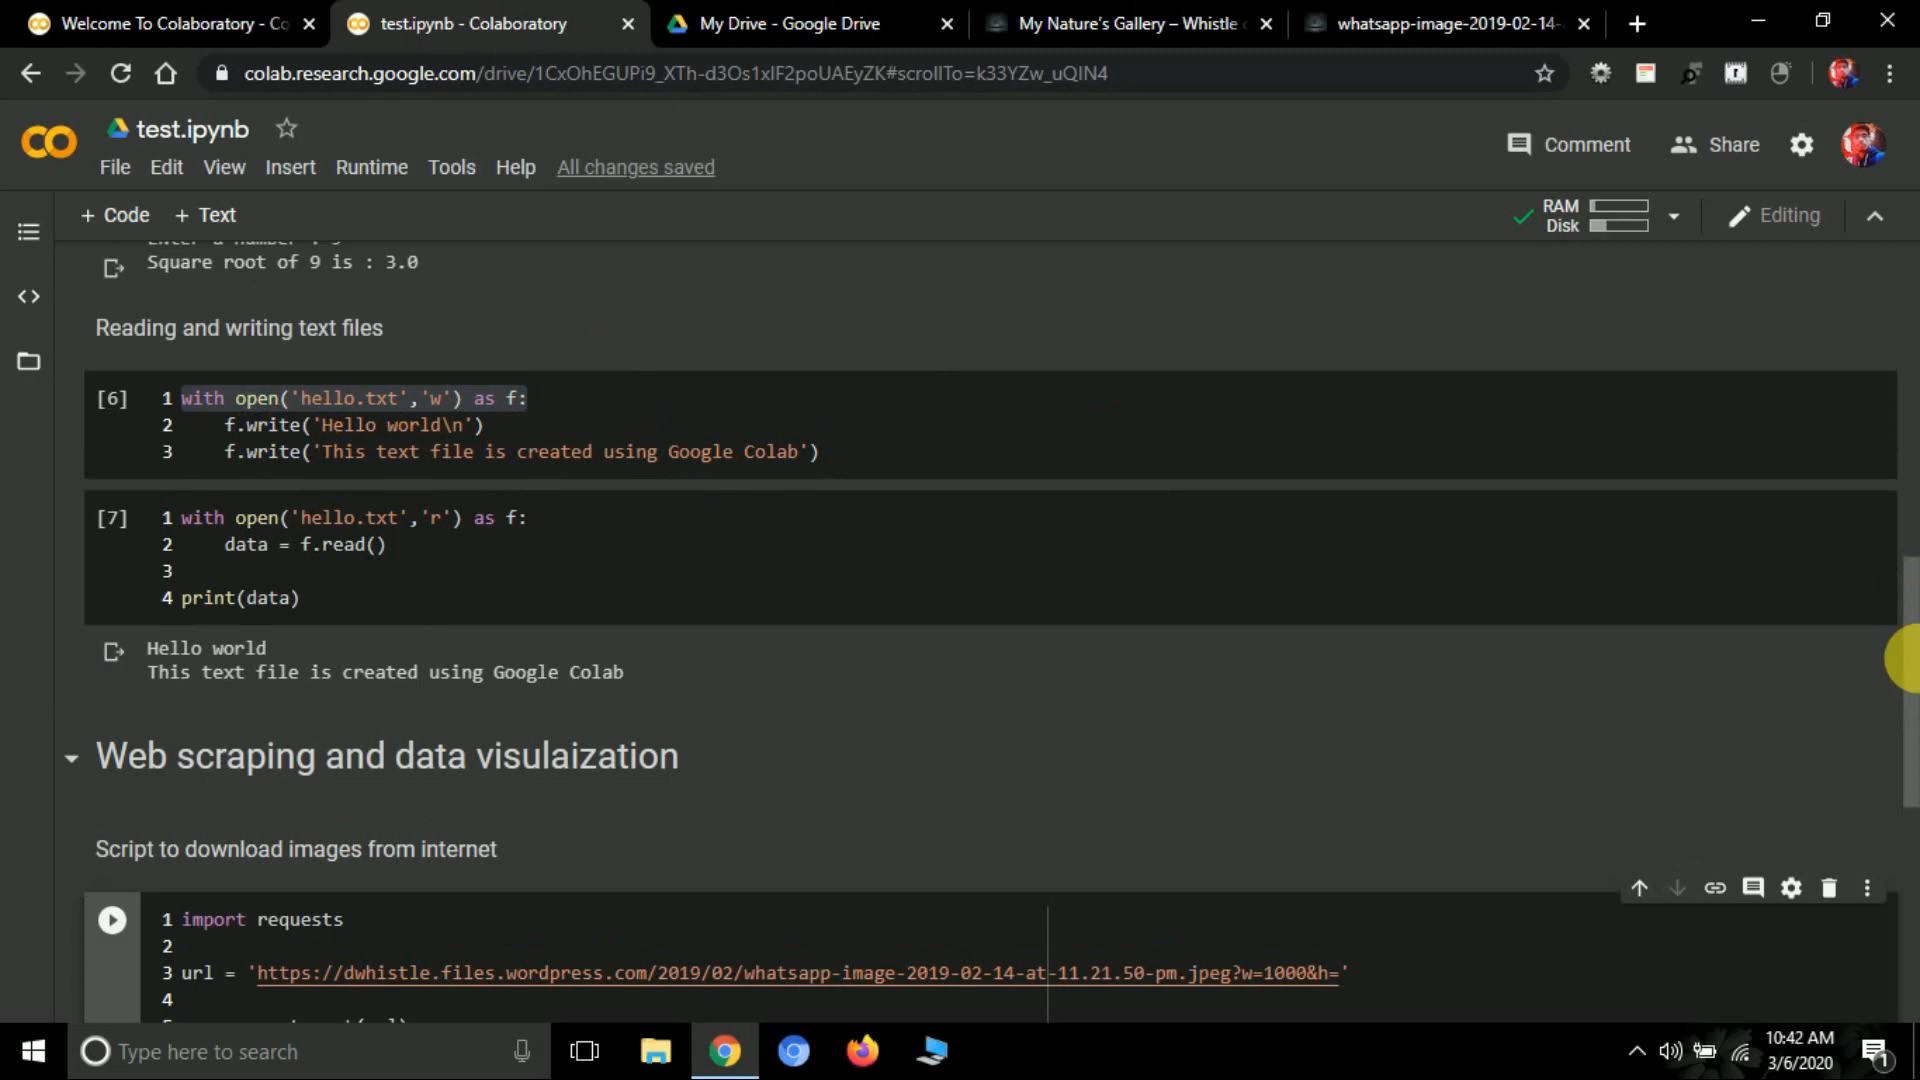 Welcome To Colaboratory - Co
test.ipynb - Colaboratory
My Drive - Google Drive
My Nature's Gallery – Whistle
whatsapp-image-2019-02-14-
colab.research.google.com/drive/1CxOhEGUPi9_XTh-d3Os1xIF2poUAEyZK#scrollTo=k33YZw_uQIN4
test.ipynb
Comment
Share
File Edit View Insert Runtime Tools Help All changes saved
+ Code + Text
RAM
Disk
Editing
Square root of 9 is : 3.0
Reading and writing text files
[6] 1 with open('hello.txt','w') as f:
2 f.write('Hello world\n')
3 f.write('This text file is created using Google Colab')
[7] 1 with open('hello.txt','r') as f:
2 data = f.read()
3
4 print(data)
Hello world
This text file is created using Google Colab
Web scraping and data visulaization
Script to download images from internet
1 import requests
2
3 url = 'https://dwhistle.files.wordpress.com/2019/02/whatsapp-image-2019-02-14-at-11.21.50-pm.jpeg?w=1000&h='
4
Type here to search
10:42 AM
3/6/2020
1